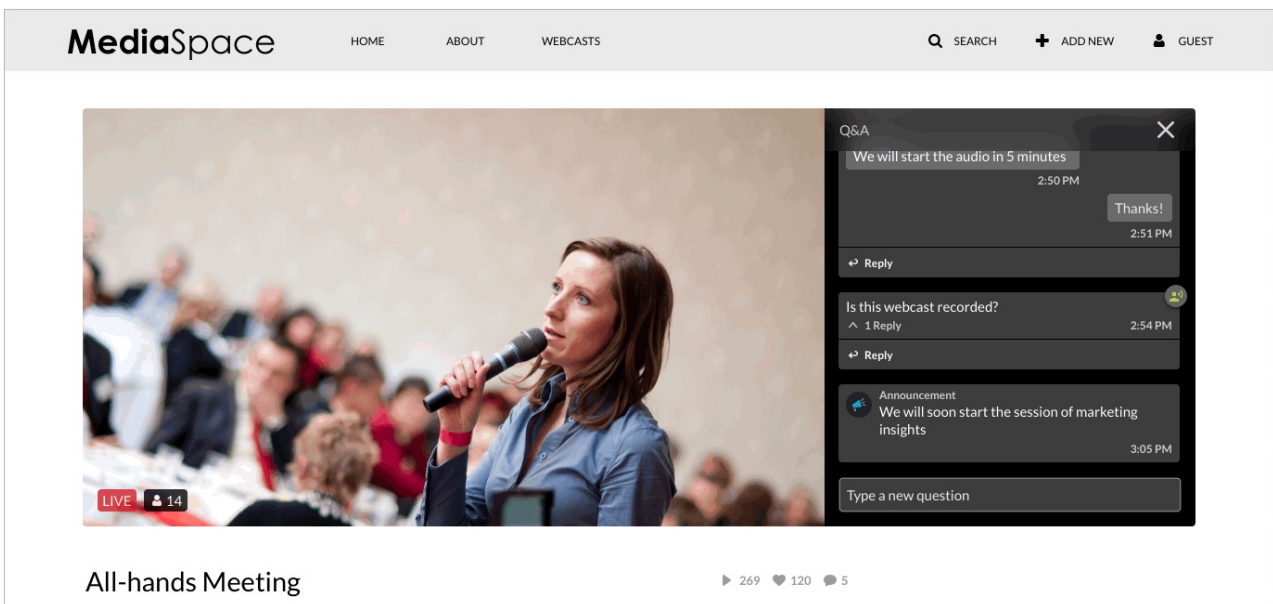 MediaSpace
HOME
ABOUT
WEBCASTS
SEARCH
ADD NEW
GUEST
Q&A
We will start the audio in 5 minutes
2:50 PM
Thanks!
2:51 PM
Reply
Is this webcast recorded?
1 Reply
2:54 PM
Reply
Announcement
We will soon start the session of marketing
insights
3:05 PM
Type a new question
LIVE 14
All-hands Meeting
269 120 5